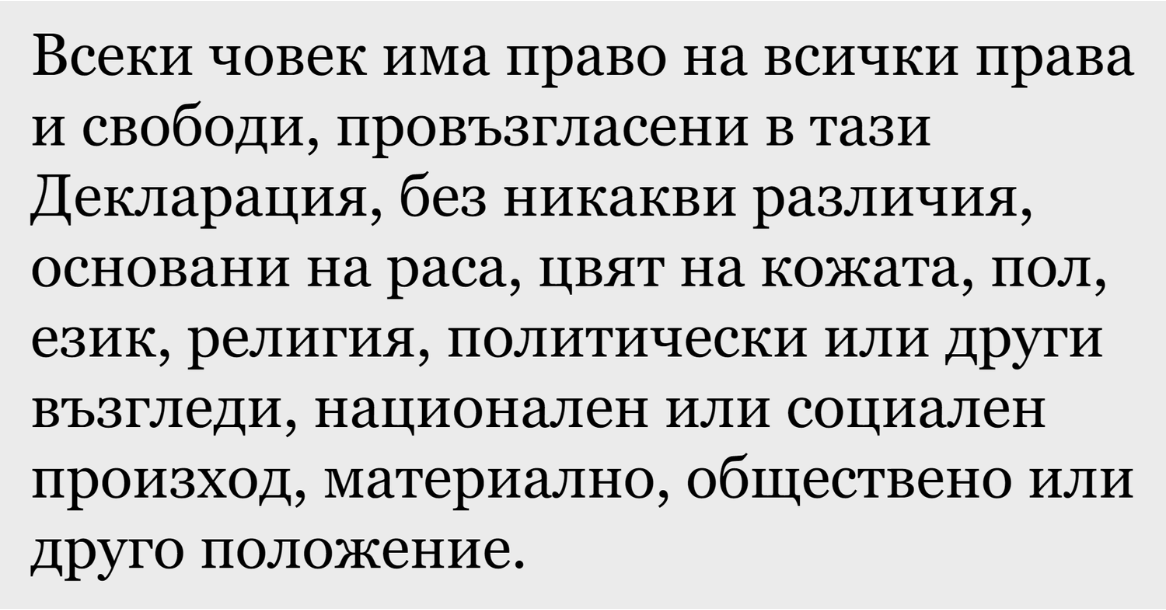 Всеки човек има право на всички права
и свободи, провъзгласени в тази
Декларация, без никакви различия,
основани на раса, цвят на кожата, пол,
език, религия, политически или други
възгледи, национален или социален
произход, материално, обществено или
друго положение.